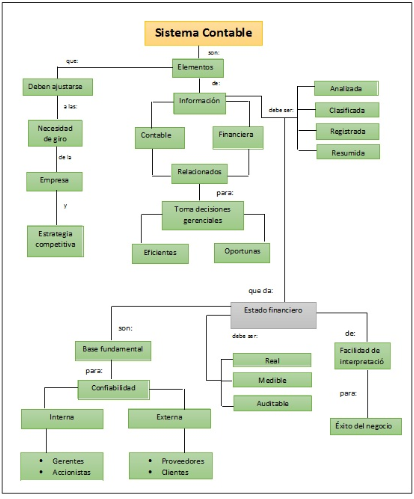 Sistema Contable
son:
que:
Elementos
de:
Deben ajustarse
a las:
Necesidad
de giro
de la
Empresa
y
Estrategia
competitiva
Información
Contable
Financiera
Relacionados
para:
Toma decisiones
gerenciales
Eficientes
Oportunas
debe ser:
Analizada
Clasificada
Registrada
Resumida
que da:
Estado financiero
son:
debe ser:
de:
Base fundamental
para:
Confiabilidad
Interna
Externa
• Gerentes
• Accionistas
• Proveedores
• Clientes
Real
Medible
Auditable
Facilidad de
interpretació
para:
Éxito del negocio